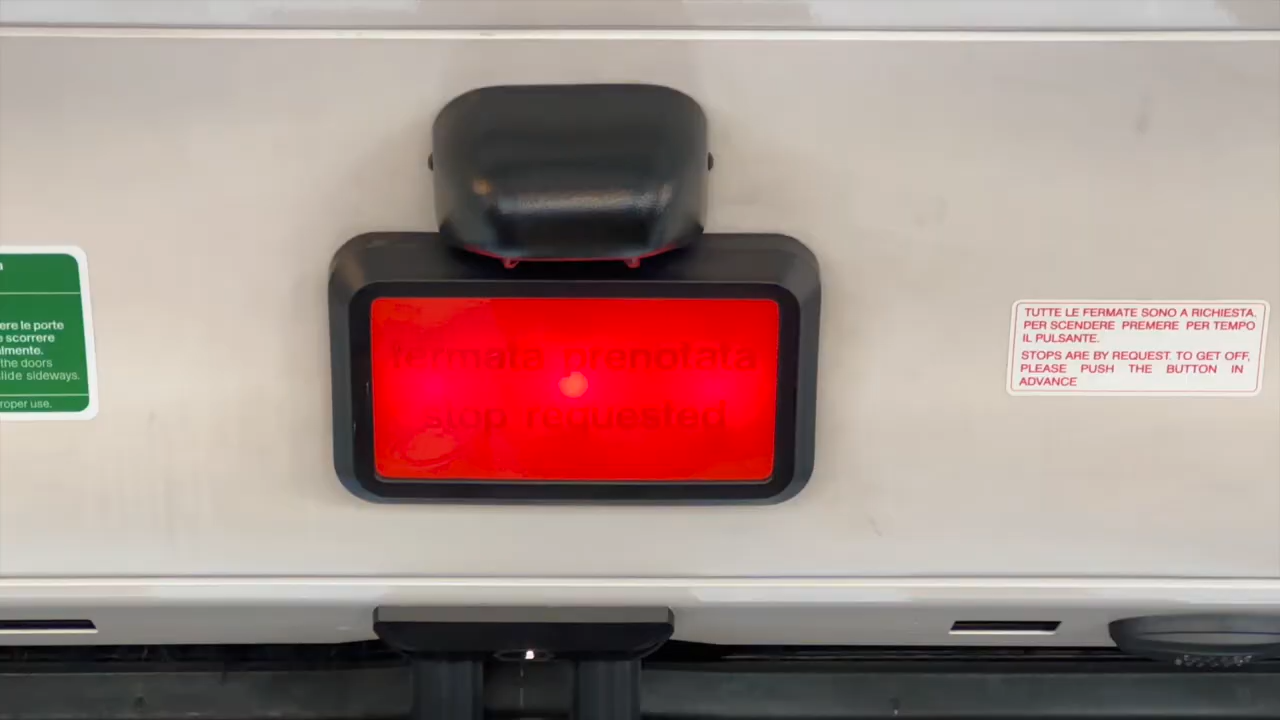 ere le porte
scorrere
lmente.
the doors
lide sideways.
roper use.
fermata prenotata
stop requested
TUTTE LE FERMATE SONO A RICHIESTA.
PER SCENDERE PREMERE PER TEMPO
IL PULSANTE.
STOPS ARE BY REQUEST. TO GET OFF,
PLEASE PUSH THE BUTTON IN
ADVANCE